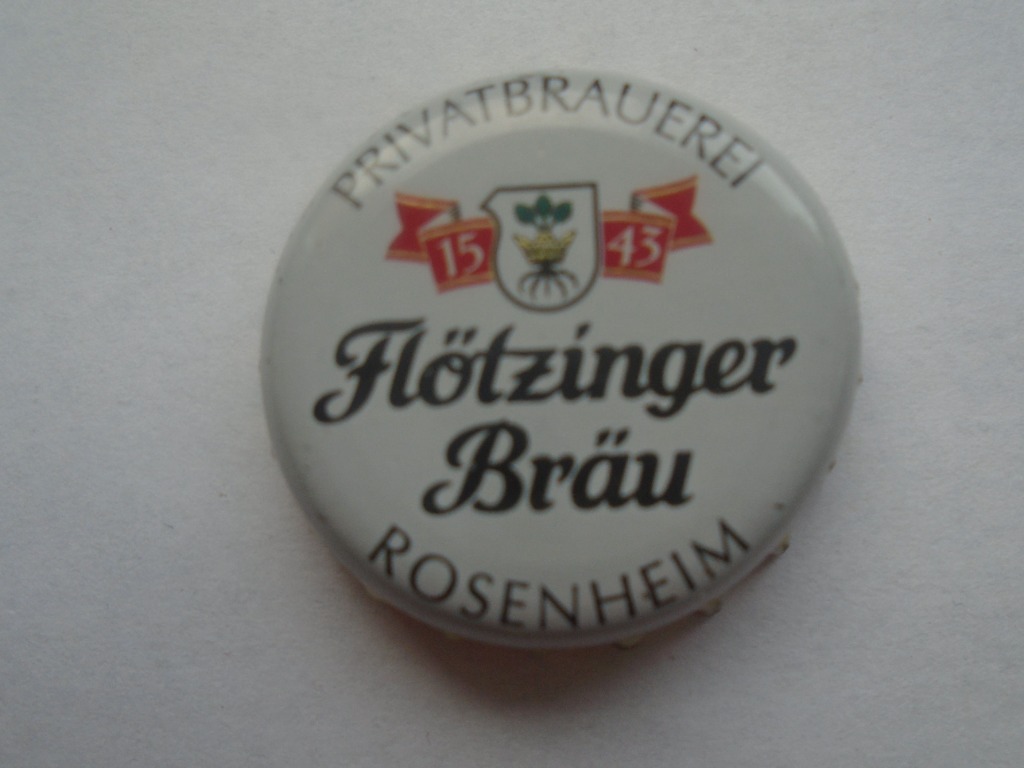 PRIVATBRAUEREI
15 43
Flötzinger
Bräu
ROSENHEIM